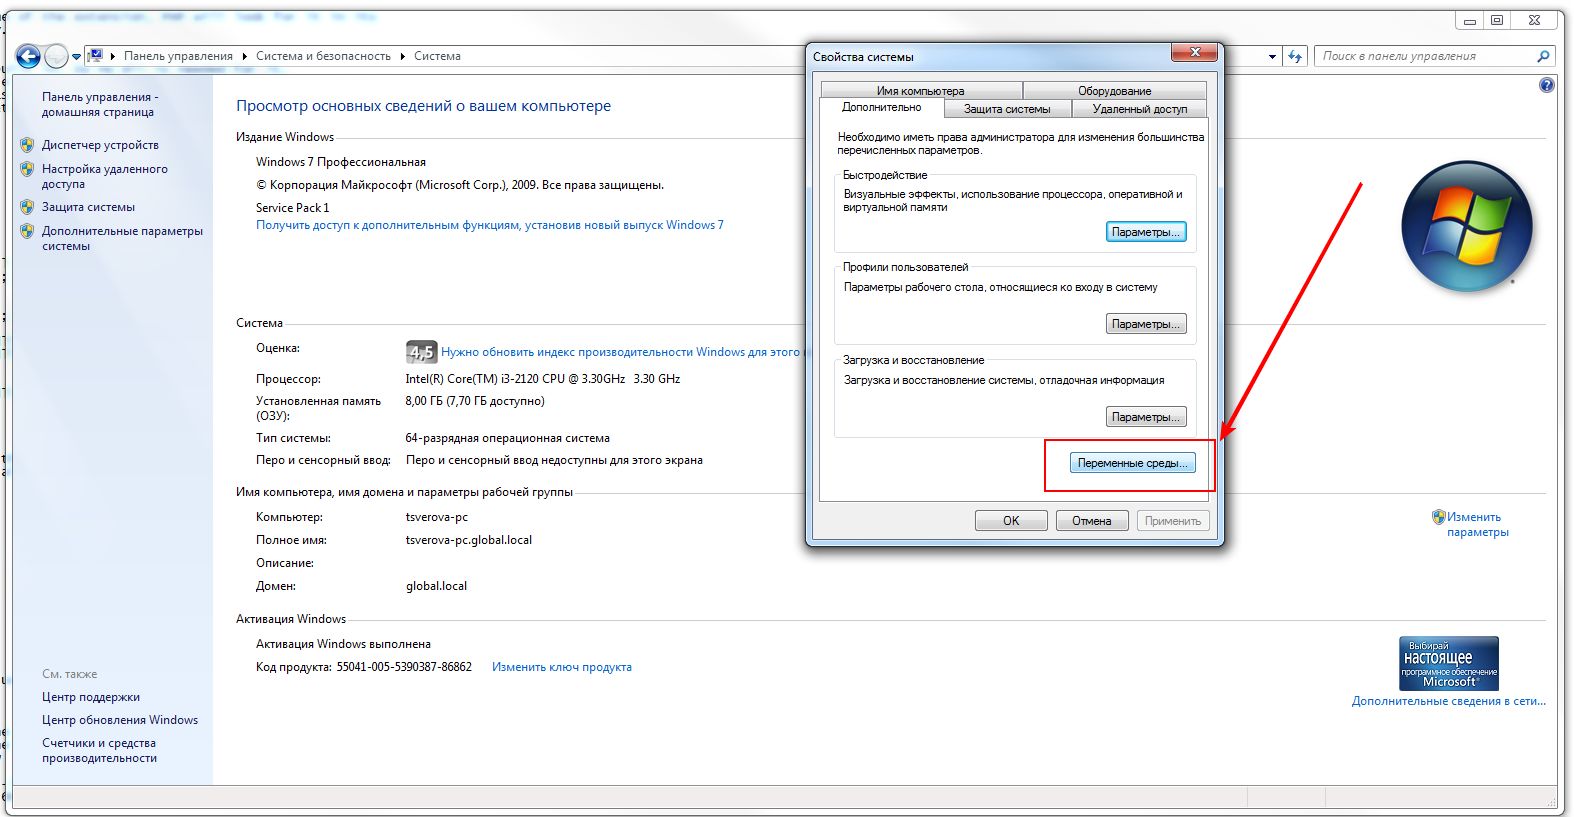 Панель управления
Система и безопасность
Система
Поиск в панели управления
Панель управления -
домашняя страница
Диспетчер устройств
Настройка удаленного
доступа
Защита системы
Дополнительные параметры
системы
См. также
Центр поддержки
Центр обновления Windows
Счетчики и средства
производительности
Просмотр основных сведений о вашем компьютере
Издание Windows
Windows 7 Профессиональная
© Корпорация Майкрософт (Microsoft Corp.), 2009. Все права защищены.
Service Pack 1
Получить доступ к дополнительным функциям, установив новый выпуск Windows 7
Система
Оценка: 4,5 Нужно обновить индекс производительности Windows для этого
Процессор: Intel(R) Core(TM) i3-2120 CPU @ 3.30GHz 3.30 GHz
Установленная память
(ОЗУ):
8,00 ГБ (7,70 ГБ доступно)
Тип системы: 64-разрядная операционная система
Перо и сенсорный ввод: Перо и сенсорный ввод недоступны для этого экрана
Имя компьютера, имя домена и параметры рабочей группы
Компьютер: tsverova-pc
Полное имя: tsverova-pc.global.local
Описание:
Домен: global.local
Изменить
параметры
Активация Windows
Активация Windows выполнена
Код продукта: 55041-005-5390387-86862 Изменить ключ продукта
Выбирай
настоящее
программное обеспечение
Microsoft
Дополнительные сведения в сети...
Свойства системы
Имя компьютера
Оборудование
Дополнительно
Защита системы
Удаленный доступ
Необходимо иметь права администратора для изменения большинства
перечисленных параметров.
Быстродействие
Визуальные эффекты, использование процессора, оперативной и
виртуальной памяти
Параметры...
Профили пользователей
Параметры рабочего стола, относящиеся ко входу в систему
Параметры...
Загрузка и восстановление
Загрузка и восстановление системы, отладочная информация
Параметры...
Переменные среды...
ОК
Отмена
Применить